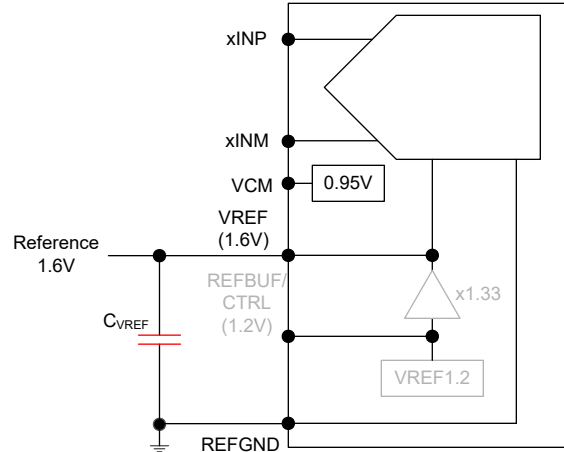 xINP
xINM
VCM
0.95V
VREF
(1.6V)
Reference
1.6V
REFBUF/
CTRL
(1.2V)
x1.33
CVREF
VREF1.2
REFGND